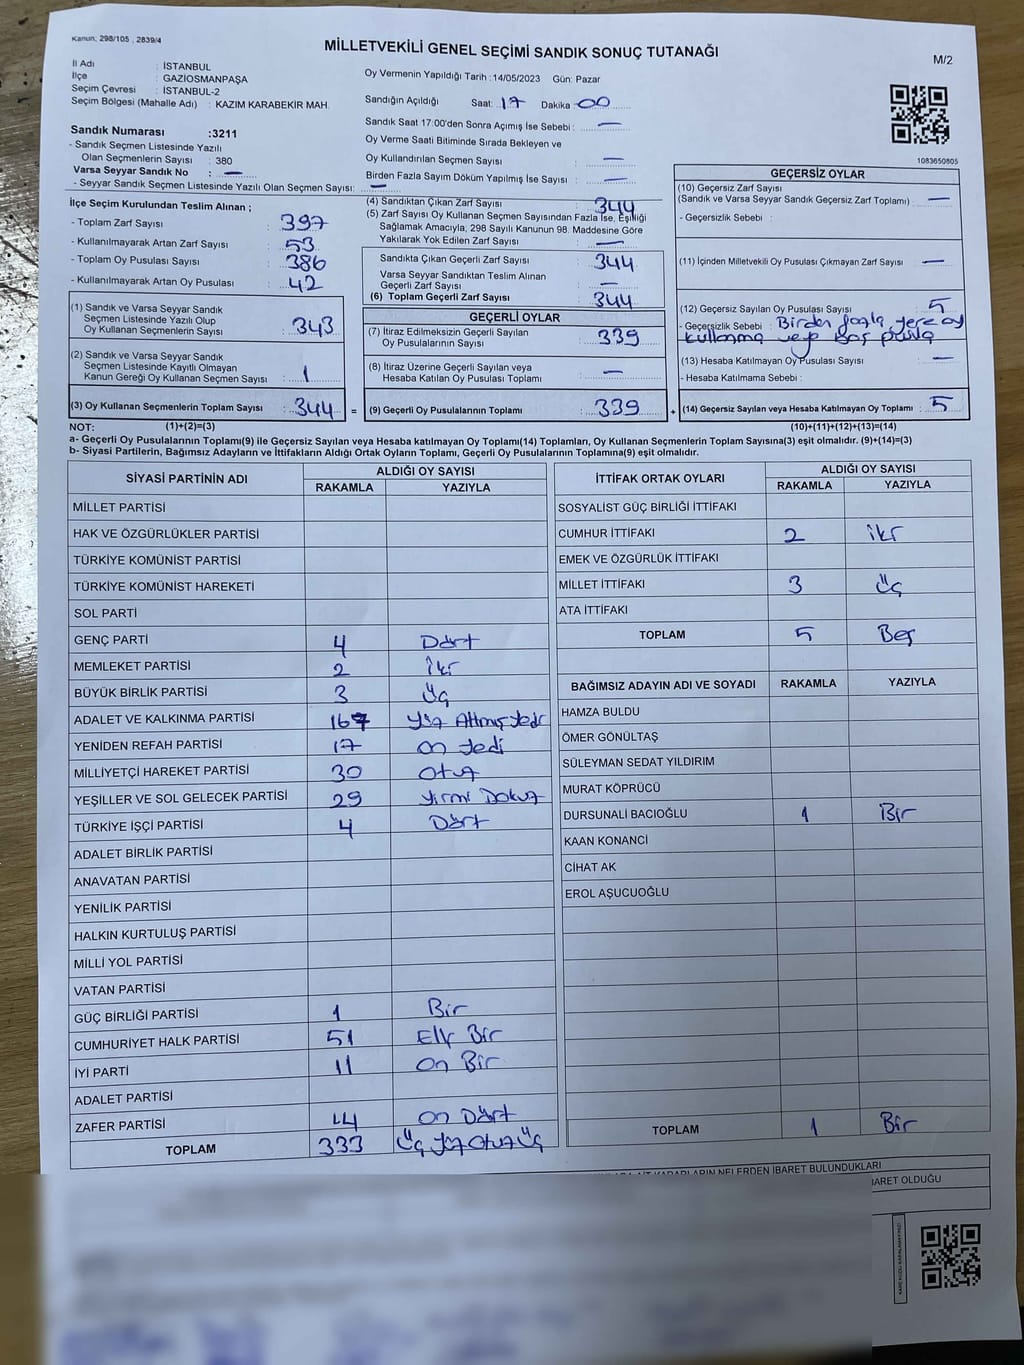 Kanun; 298/105 , 2839/4
MİLLETVEKİLİ GENEL SEÇİMİ SANDIK SONUÇ TUTANAĞI
M/2
İl Adı : İSTANBUL
İlçe : GAZİOSMANPAŞA
Seçim Çevresi : İSTANBUL-2
Seçim Bölgesi (Mahalle Adı) : KAZIM KARABEKİR MAH.
Sandık Numarası :3211
- Sandık Seçmen Listesinde Yazılı
Olan Seçmenlerin Sayısı : 380
Varsa Seyyar Sandık No : —
- Seyyar Sandık Seçmen Listesinde Yazılı Olan Seçmen Sayısı: —
Oy Vermenin Yapıldığı Tarih :14/05/2023 Gün: Pazar
Sandığın Açıldığı Saat: 17 Dakika 00
Sandık Saat 17:00'den Sonra Açımış İse Sebebi : —
Oy Verme Saati Bitiminde Sırada Bekleyen ve
Oy Kullandırılan Seçmen Sayısı : —
Birden Fazla Sayım Döküm Yapılmış İse Sayısı : —
1083650805
İlçe Seçim Kurulundan Teslim Alınan ;
- Toplam Zarf Sayısı : 397
- Kullanılmayarak Artan Zarf Sayısı : 53
- Toplam Oy Pusulası Sayısı : 386
- Kullanılmayarak Artan Oy Pusulası : 42
(1) Sandık ve Varsa Seyyar Sandık
Seçmen Listesinde Yazılı Olup
Oy Kullanan Seçmenlerin Sayısı : 343
(2) Sandık ve Varsa Seyyar Sandık
Seçmen Listesinde Kayıtlı Olmayan
Kanun Gereği Oy Kullanan Seçmen Sayısı : 1
(3) Oy Kullanan Seçmenlerin Toplam Sayısı : 344 =
(4) Sandıktan Çıkan Zarf Sayısı : 344
(5) Zarf Sayısı Oy Kullanan Seçmen Sayısından Fazla İse, Eşitliği
Sağlamak Amacıyla, 298 Sayılı Kanunun 98. Maddesine Göre
Yakılarak Yok Edilen Zarf Sayısı : —
Sandıkta Çıkan Geçerli Zarf Sayısı : 344
Varsa Seyyar Sandıktan Teslim Alınan
Geçerli Zarf Sayısı : —
(6) Toplam Geçerli Zarf Sayısı : 344
GEÇERLİ OYLAR
(7) İtiraz Edilmeksizin Geçerli Sayılan
Oy Pusulalarının Sayısı : 339
(8) İtiraz Üzerine Geçerli Sayılan veya
Hesaba Katılan Oy Pusulası Toplamı : —
(9) Geçerli Oy Pusulalarının Toplamı : 339 +
GEÇERSİZ OYLAR
(10) Geçersiz Zarf Sayısı
(Sandık ve Varsa Seyyar Sandık Geçersiz Zarf Toplamı) : —
- Geçersizlik Sebebi :
(11) İçinden Milletvekili Oy Pusulası Çıkmayan Zarf Sayısı : —
(12) Geçersiz Sayılan Oy Pusulası Sayısı : 5
- Geçersizlik Sebebi : Birden fazla yere oy
kullanma veya boş pusula
(13) Hesaba Katılmayan Oy Pusulası Sayısı : —
- Hesaba Katılmama Sebebi :
(14) Geçersiz Sayılan veya Hesaba Katılmayan Oy Toplamı : 5
NOT: (1)+(2)=(3) (10)+(11)+(12)+(13)=(14)
a- Geçerli Oy Pusulalarının Toplamı(9) ile Geçersiz Sayılan veya Hesaba katılmayan Oy Toplamı(14) Toplamları, Oy Kullanan Seçmenlerin Toplam Sayısına(3) eşit olmalıdır. (9)+(14)=(3)
b- Siyasi Partilerin, Bağımsız Adayların ve İttifakların Aldığı Ortak Oyların Toplamı, Geçerli Oy Pusulalarının Toplamına(9) eşit olmalıdır.
SİYASİ PARTİNİN ADI ALDIĞI OY SAYISI
RAKAMLA YAZIYLA
MİLLET PARTİSİ
HAK VE ÖZGÜRLÜKLER PARTİSİ
TÜRKİYE KOMÜNİST PARTİSİ
TÜRKİYE KOMÜNİST HAREKETİ
SOL PARTİ
GENÇ PARTİ 4 Dört
MEMLEKET PARTİSİ 2 İki
BÜYÜK BİRLİK PARTİSİ 3 Üç
ADALET VE KALKINMA PARTİSİ 167 Yüz Altmış Yedi
YENİDEN REFAH PARTİSİ 17 On Yedi
MİLLİYETÇİ HAREKET PARTİSİ 30 Otuz
YEŞİLLER VE SOL GELECEK PARTİSİ 29 Yirmi Dokuz
TÜRKİYE İŞÇİ PARTİSİ 4 Dört
ADALET BİRLİK PARTİSİ
ANAVATAN PARTİSİ
YENİLİK PARTİSİ
HALKIN KURTULUŞ PARTİSİ
MİLLİ YOL PARTİSİ
VATAN PARTİSİ
GÜÇ BİRLİĞİ PARTİSİ 1 Bir
CUMHURİYET HALK PARTİSİ 51 Elli Bir
İYİ PARTİ 11 On Bir
ADALET PARTİSİ
ZAFER PARTİSİ 14 On Dört
TOPLAM 333 Üç Yüz Otuz Üç
İTTİFAK ORTAK OYLARI ALDIĞI OY SAYISI
RAKAMLA YAZIYLA
SOSYALİST GÜÇ BİRLİĞİ İTTİFAKI
CUMHUR İTTİFAKI 2 İki
EMEK VE ÖZGÜRLÜK İTTİFAKI
MİLLET İTTİFAKI 3 Üç
ATA İTTİFAKI
TOPLAM 5 Beş
BAĞIMSIZ ADAYIN ADI VE SOYADI RAKAMLA YAZIYLA
HAMZA BULDU
ÖMER GÖNÜLTAŞ
SÜLEYMAN SEDAT YILDIRIM
MURAT KÖPRÜCÜ
DURSUNALİ BACIOĞLU 1 Bir
KAAN KONANCİ
CİHAT AK
EROL AŞUCUOĞLU
TOPLAM 1 Bir
KARARLARIN NELERDEN İBARET BULUNDUKLARI
İBARET OLDUĞU